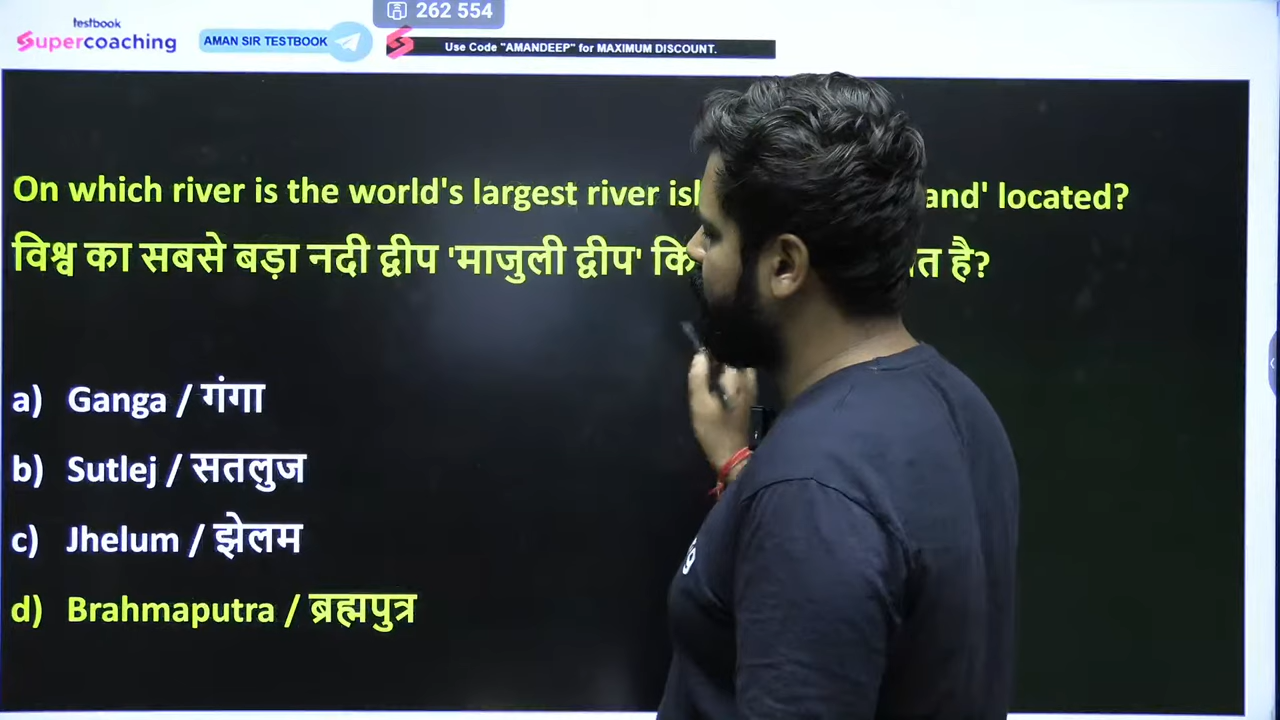 testbook
Supercoaching
AMAN SIR TESTBOOK
262 554
Use Code "AMANDEEP" for MAXIMUM DISCOUNT.
On which river is the world's largest river and' located?
विश्व का सबसे बड़ा नदी द्वीप 'माजुली द्वीप' है?
a) Ganga / गंगा
b) Sutlej / सतलुज
c) Jhelum / झेलम
d) Brahmaputra / ब्रह्मपुत्र